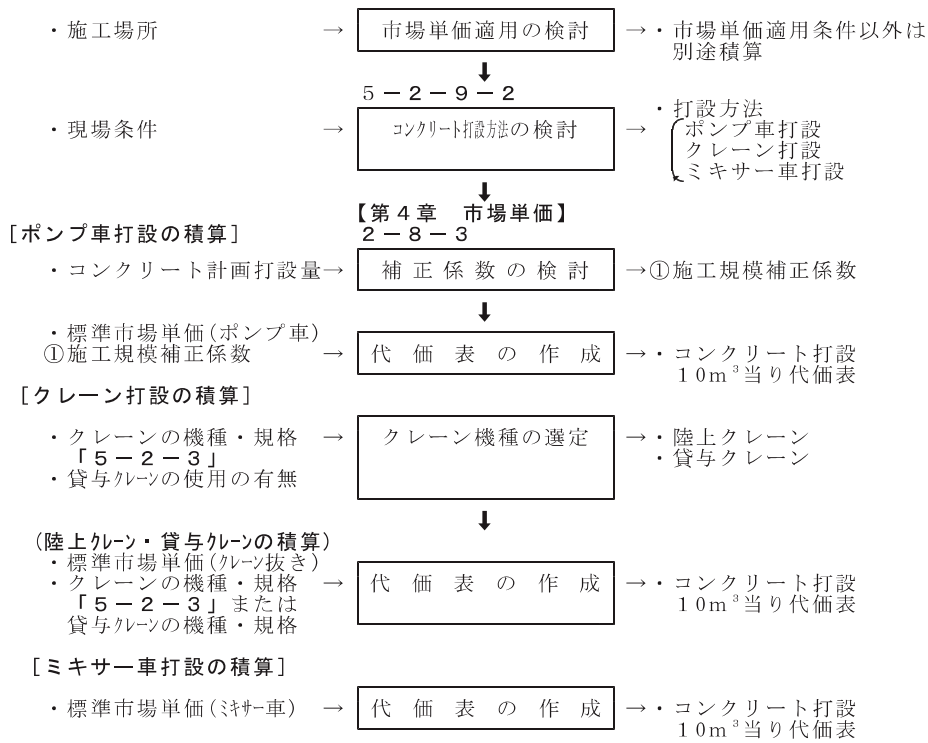 ・施工場所 → 市場単価適用の検討 →・市場単価適用条件以外は
別途積算
５－２－９－２
・現場条件 → コンクリート打設方法の検討 → ・打設方法
ポンプ車打設
クレーン打設
ミキサー車打設
【第４章　市場単価】
[ポンプ車打設の積算]
２－８－３
・コンクリート計画打設量→ 補正係数の検討 →①施工規模補正係数
・標準市場単価(ポンプ車)
①施工規模補正係数 → 代価表の作成 →・コンクリート打設
１０ｍ³当り代価表
[クレーン打設の積算]
・クレーンの機種・規格 → クレーン機種の選定 →・陸上クレーン
「５－２－３」 ・貸与クレーン
・貸与クレーンの使用の有無
(陸上クレーン・貸与クレーンの積算)
・標準市場単価(クレーン抜き)
・クレーンの機種・規格 → 代価表の作成 →・コンクリート打設
「５－２－３」または １０ｍ³当り代価表
貸与クレーンの機種・規格
[ミキサー車打設の積算]
・標準市場単価(ミキサー車) → 代価表の作成 →・コンクリート打設
１０ｍ³当り代価表